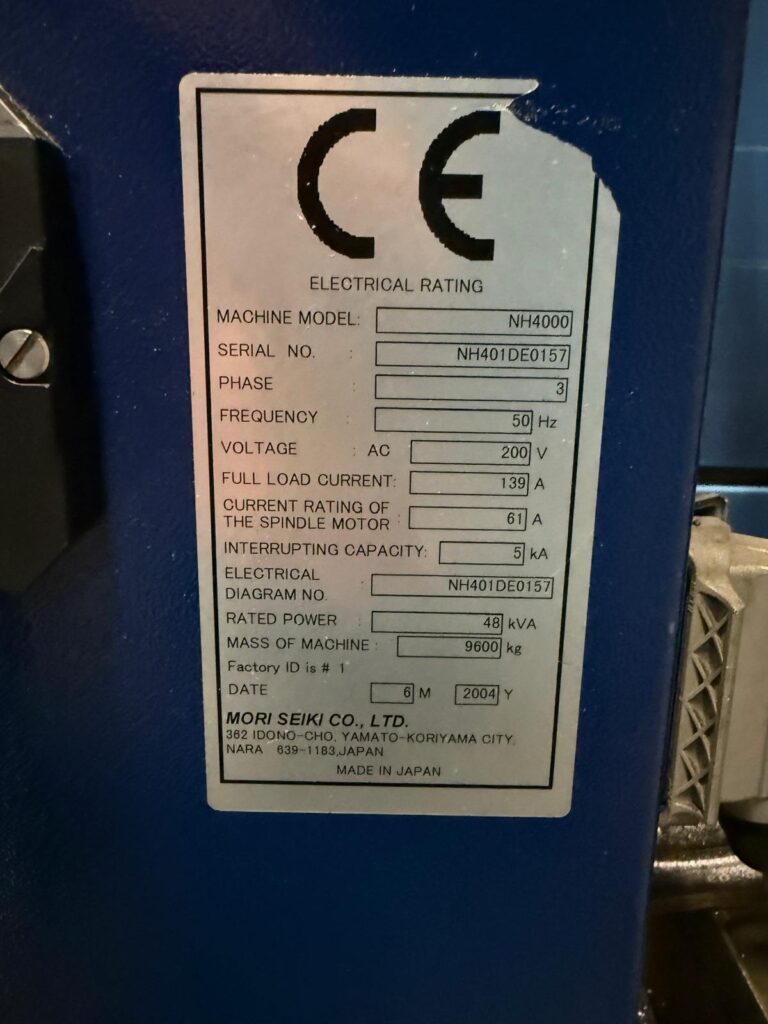 CE
ELECTRICAL RATING
MACHINE MODEL: NH4000
SERIAL NO. : NH401DE0157
PHASE : 3
FREQUENCY : 50 Hz
VOLTAGE : AC 200 V
FULL LOAD CURRENT: 139 A
CURRENT RATING OF
THE SPINDLE MOTOR : 61 A
INTERRUPTING CAPACITY: 5 kA
ELECTRICAL
DIAGRAM NO. : NH401DE0157
RATED POWER : 48 kVA
MASS OF MACHINE : 9600 kg
Factory ID is # 1
DATE 6 M 2004 Y
MORI SEIKI CO., LTD.
362 IDONO-CHO, YAMATO-KORIYAMA CITY,
NARA 639-1183,JAPAN
MADE IN JAPAN